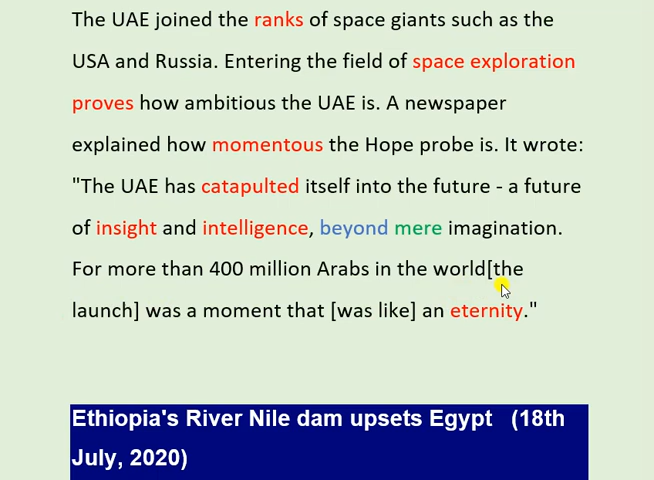 The UAE joined the ranks of space giants such as the
USA and Russia. Entering the field of space exploration
proves how ambitious the UAE is. A newspaper
explained how momentous the Hope probe is. It wrote:
"The UAE has catapulted itself into the future - a future
of insight and intelligence, beyond mere imagination.
For more than 400 million Arabs in the world[the
launch] was a moment that [was like] an eternity."
Ethiopia's River Nile dam upsets Egypt (18th
July, 2020)